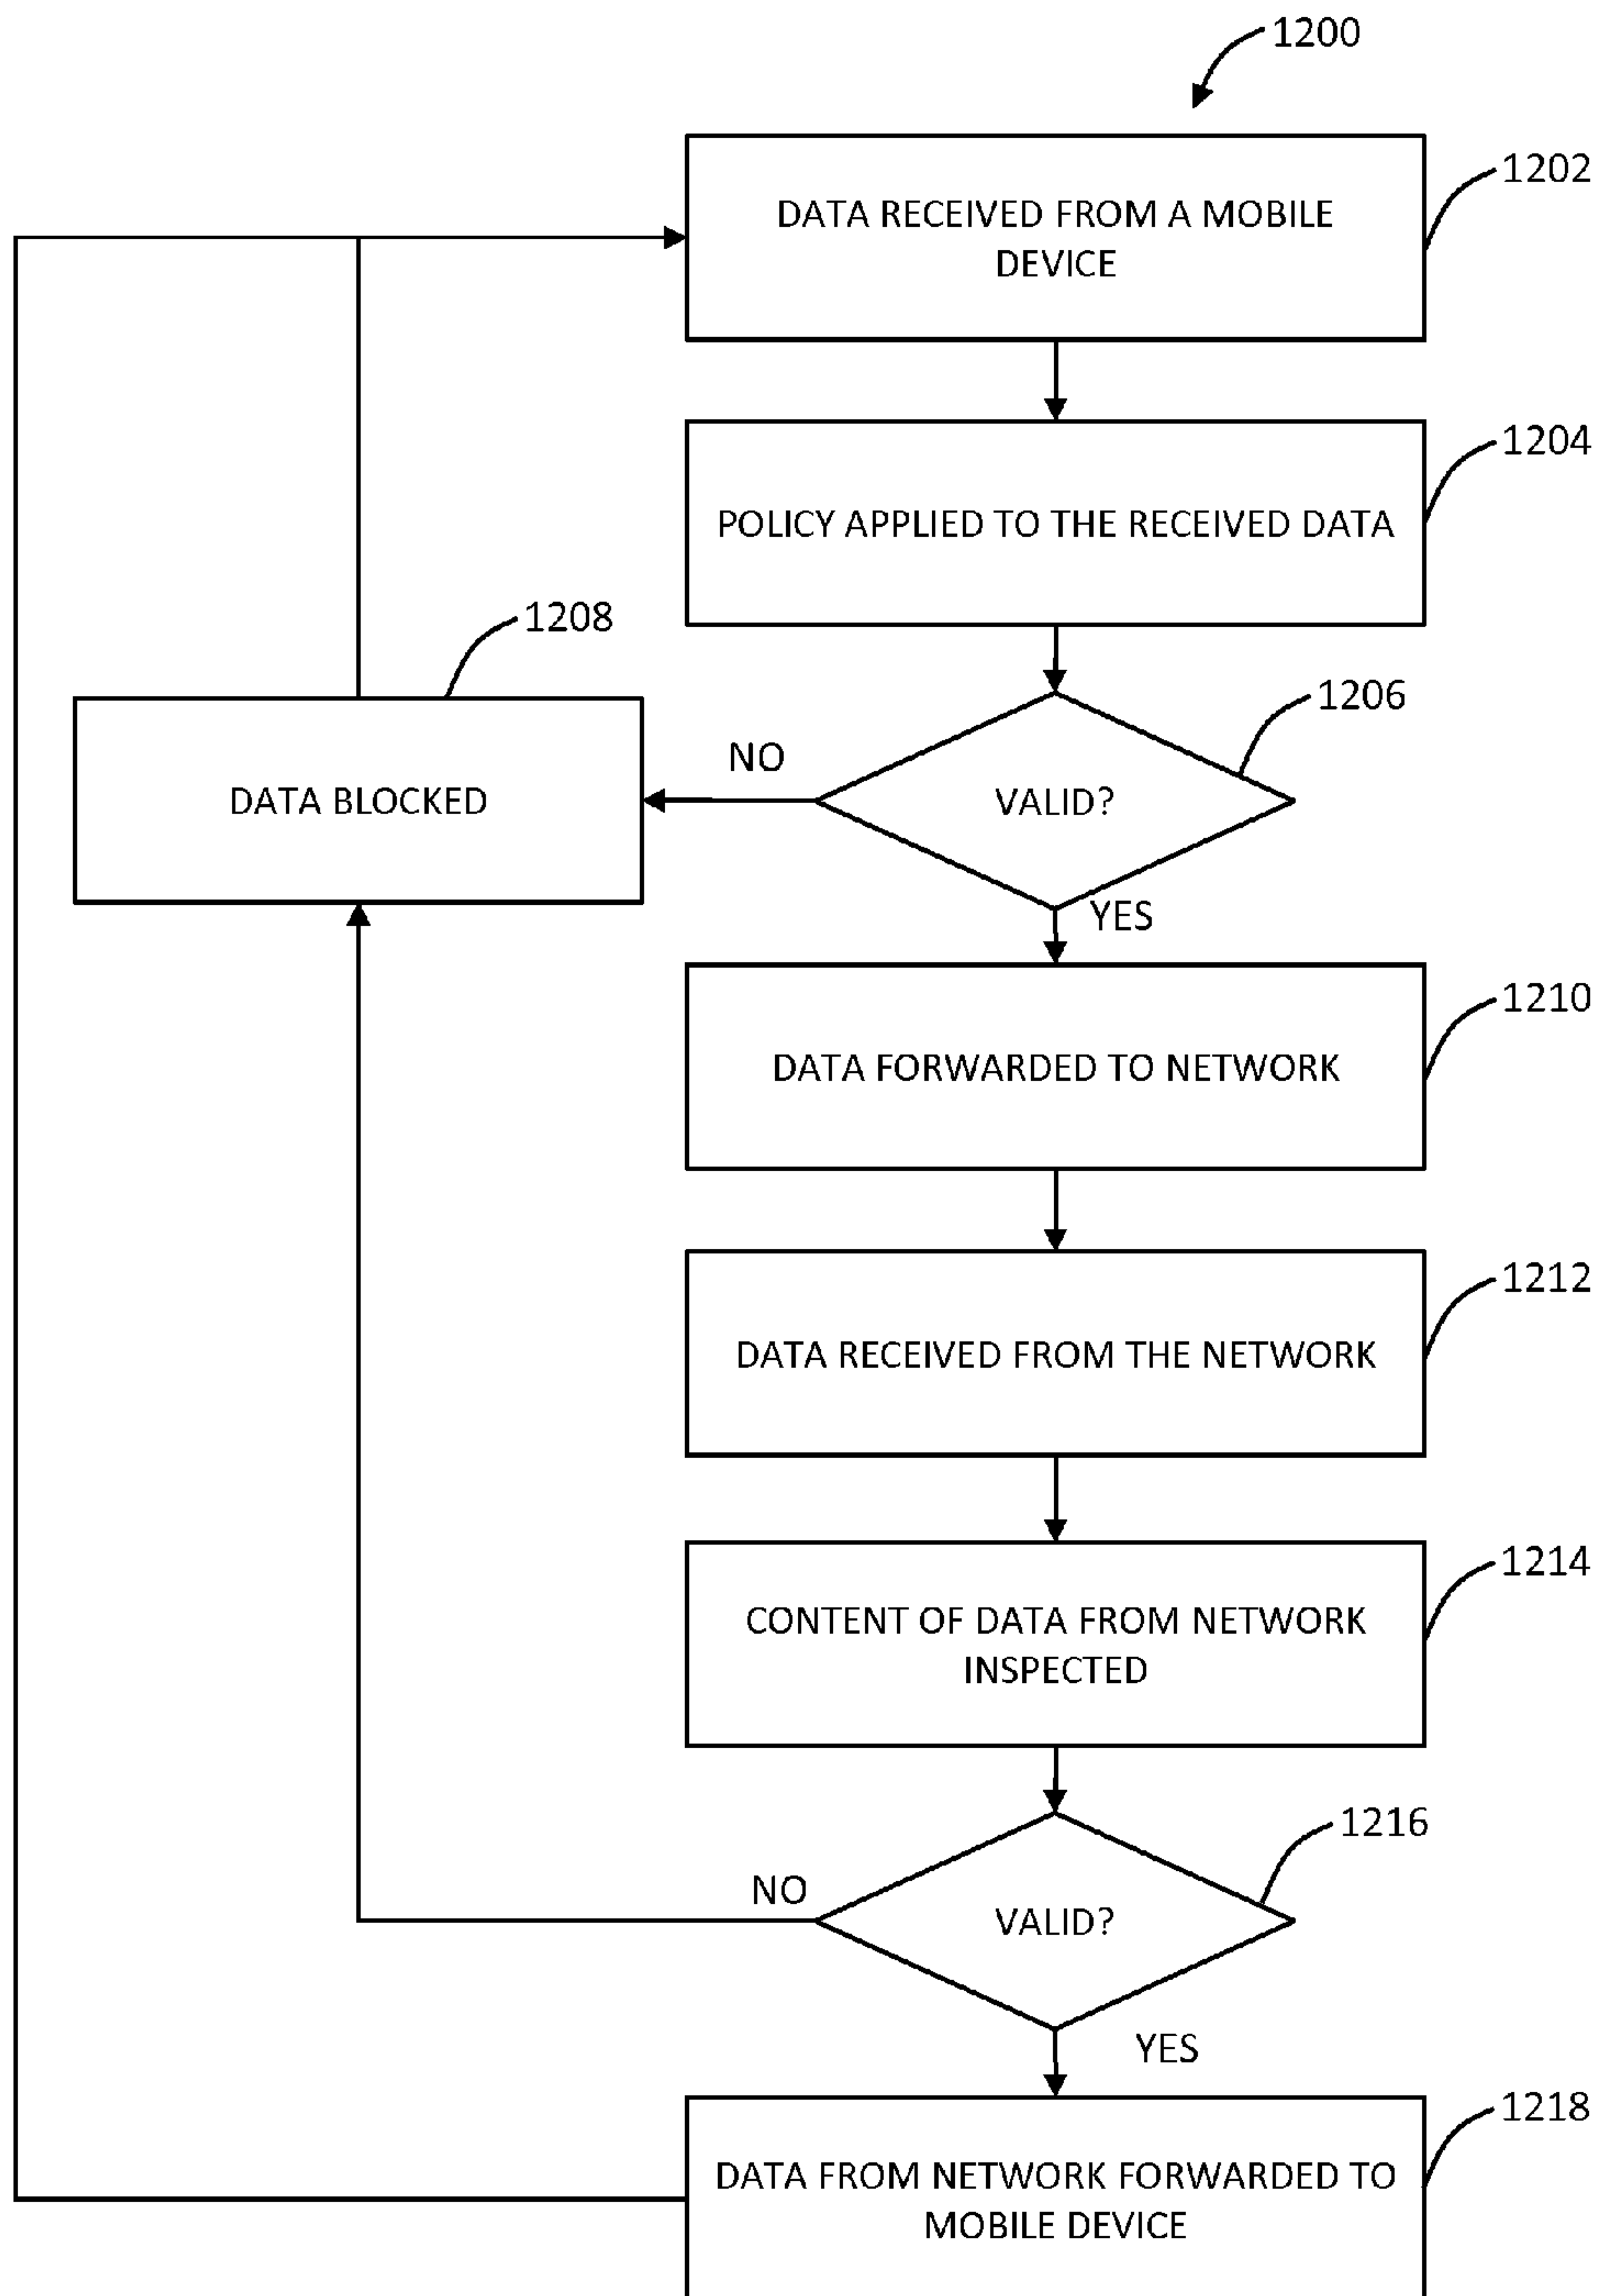 1200
DATA RECEIVED FROM A MOBILE
DEVICE
1202
POLICY APPLIED TO THE RECEIVED DATA
1204
VALID?
1206
NO
DATA BLOCKED
1208
YES
DATA FORWARDED TO NETWORK
1210
DATA RECEIVED FROM THE NETWORK
1212
CONTENT OF DATA FROM NETWORK
INSPECTED
1214
VALID?
1216
NO
YES
DATA FROM NETWORK FORWARDED TO
MOBILE DEVICE
1218